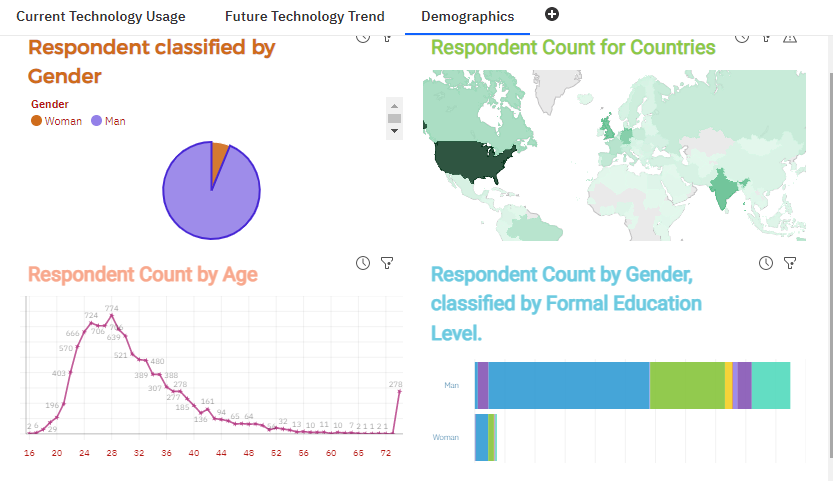 Current Technology Usage
Future Technology Trend
Demographics
Respondent classified by
Gender
Gender
Woman Man
Respondent Count for Countries
Respondent Count by Age
774
724
706
666
639
570
521
480
403
389 388
307 278
277
196
185 161
136
94
65 64
29
2 6
32 13 10 11 10 7 2 1 1 2 1
278
16 20 24 28 32 36 40 44 48 52 56 60 65 72
Respondent Count by Gender,
classified by Formal Education
Level.
Man
Woman